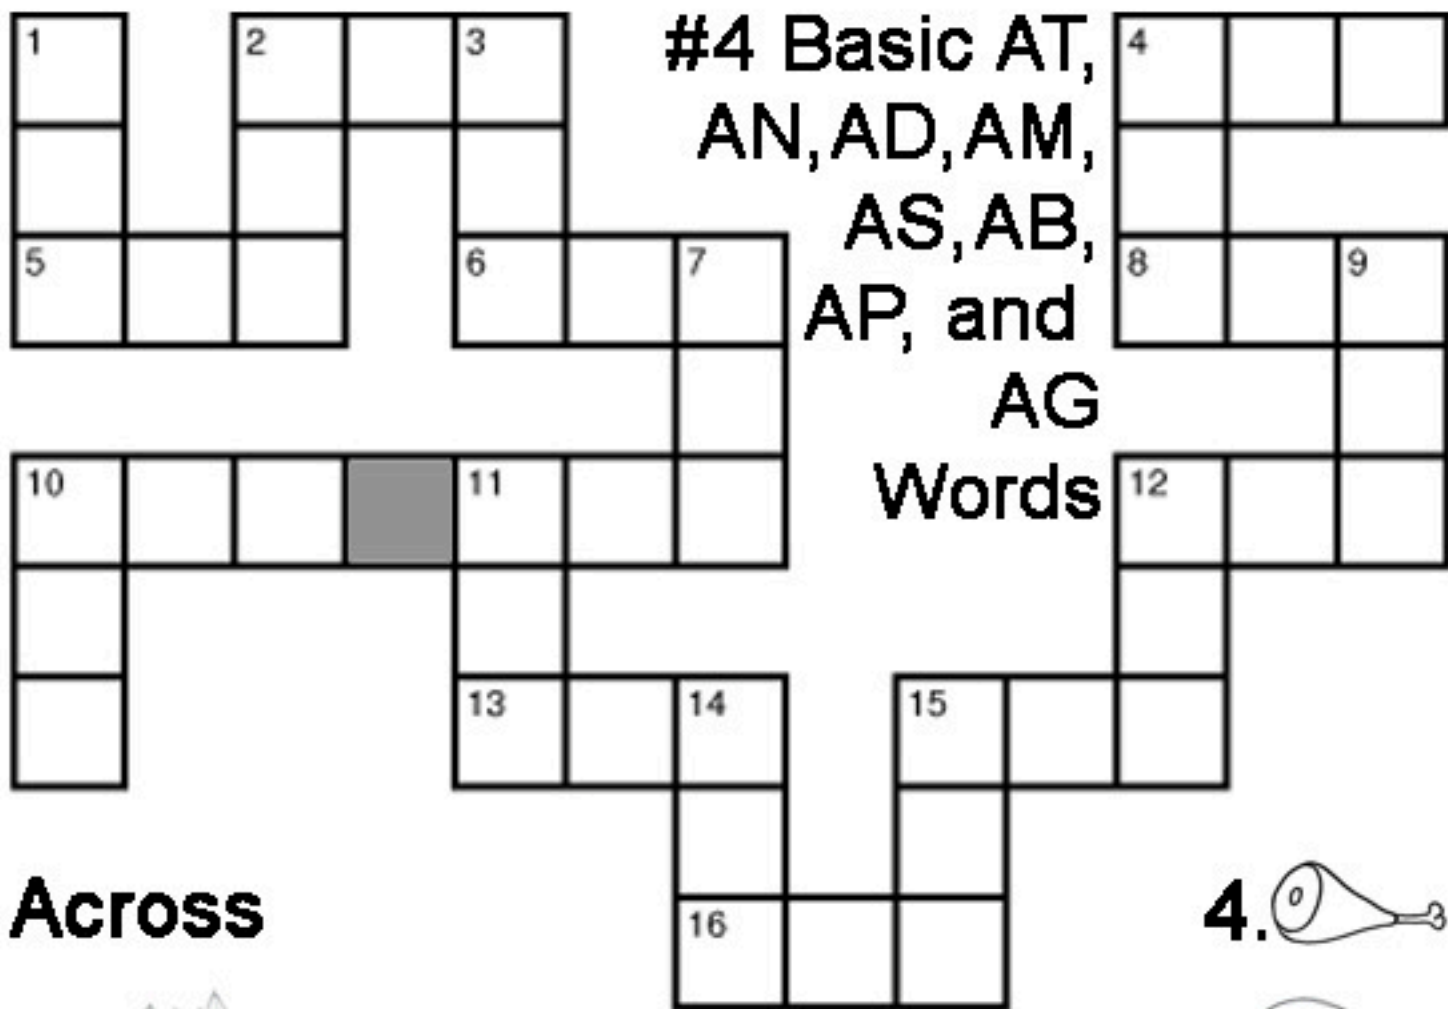 1 2 3 #4 Basic AT, 4
AN, AD, AM,
AS, AB,
5 6 7 8 9
AP, and
AG
10 11 Words 12
13 14 15
Across 4.
16